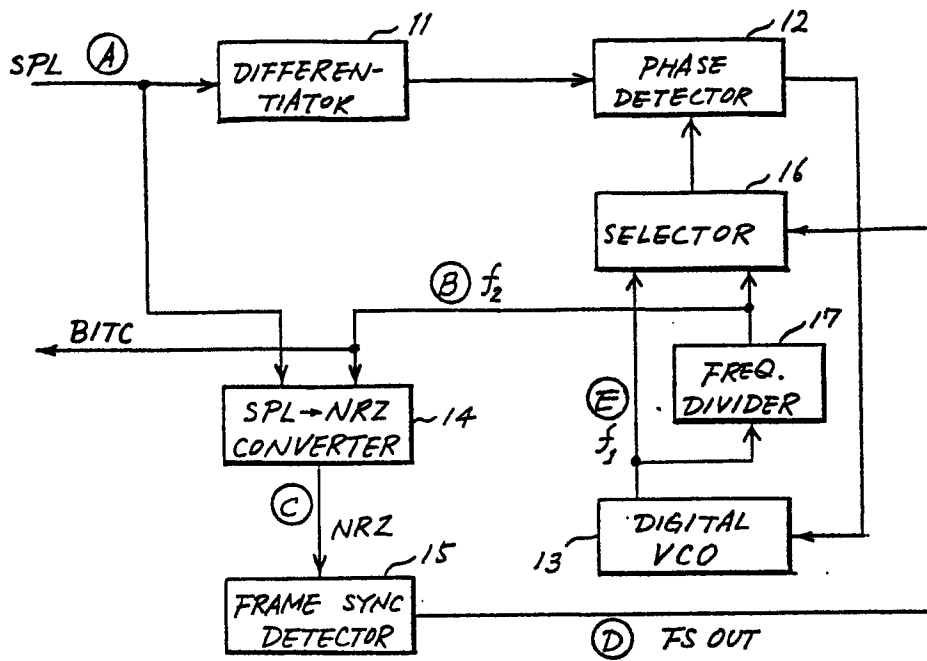 11
12
SPL A
DIFFEREN-
TIATOR
PHASE
DETECTOR
16
SELECTOR
B f2
17
BITC
FREQ.
DIVIDER
SPL→NRZ
CONVERTER
14
E
f1
C
NRZ
DIGITAL
VCO
13
15
FRAME SYNC
DETECTOR
D FS OUT